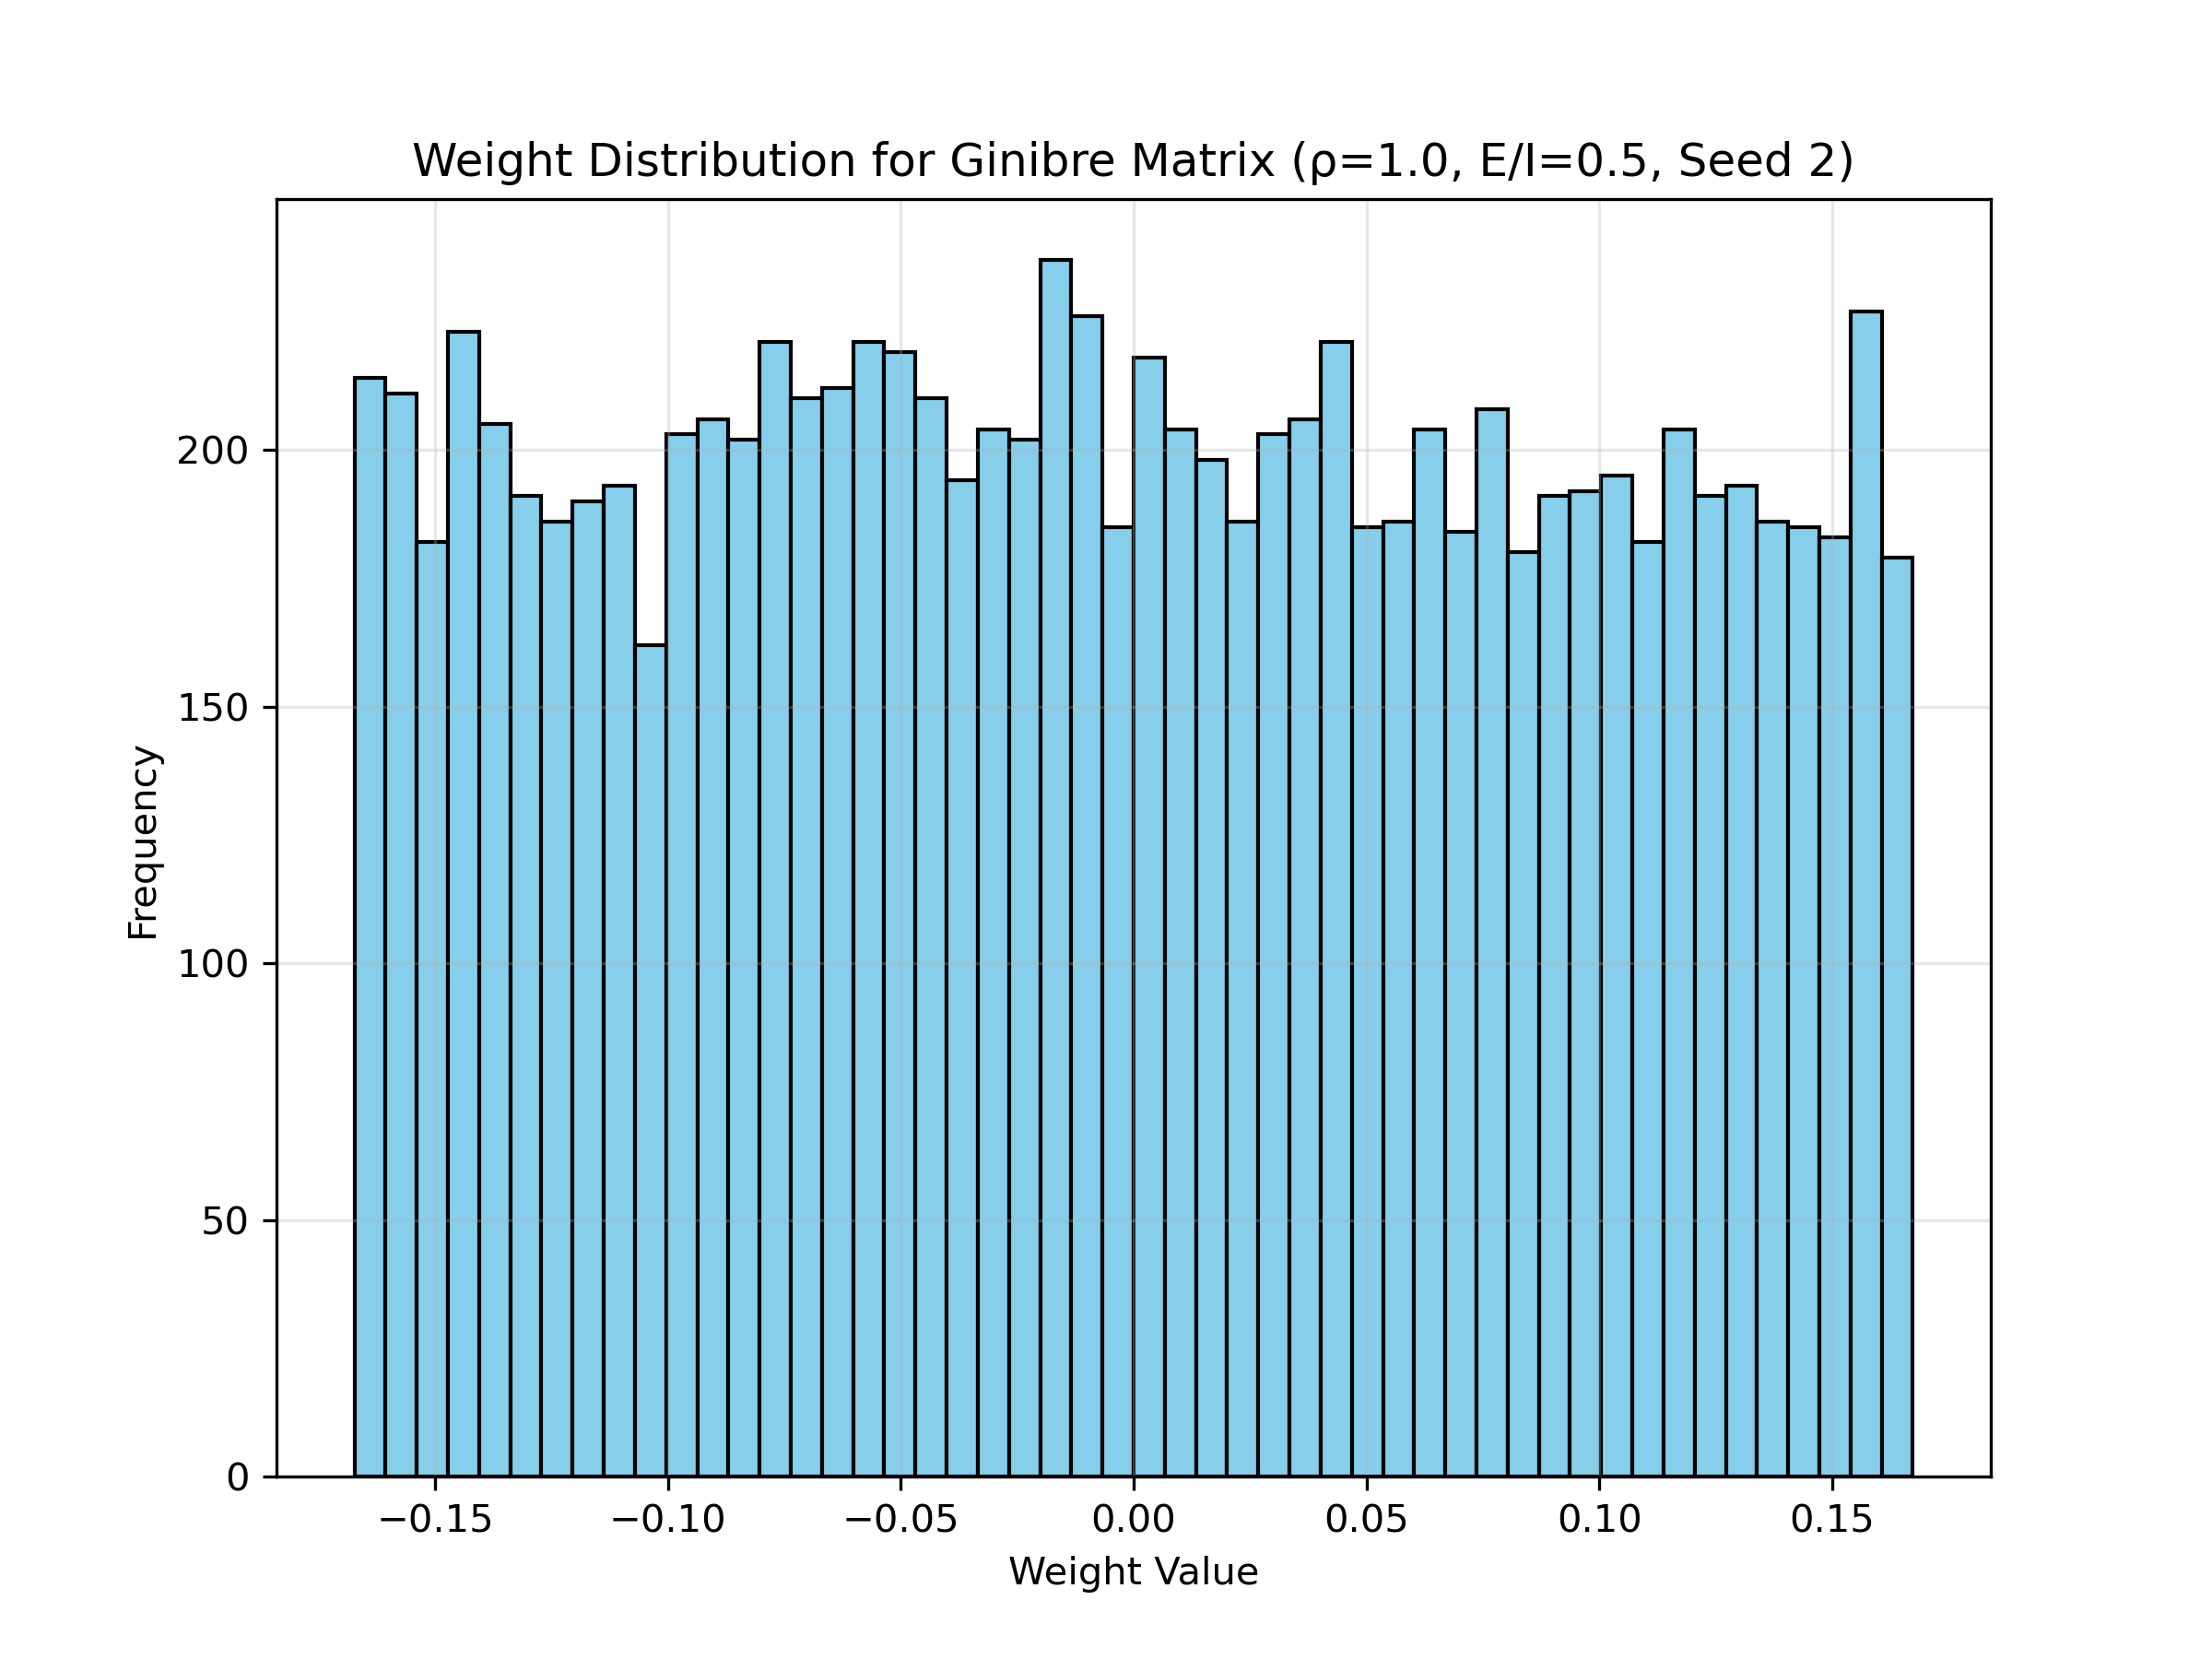 Weight Distribution for Ginibre Matrix (ρ=1.0, E/I=0.5, Seed 2)
Frequency
200
150
100
50
0
−0.15 −0.10 −0.05 0.00 0.05 0.10 0.15
Weight Value